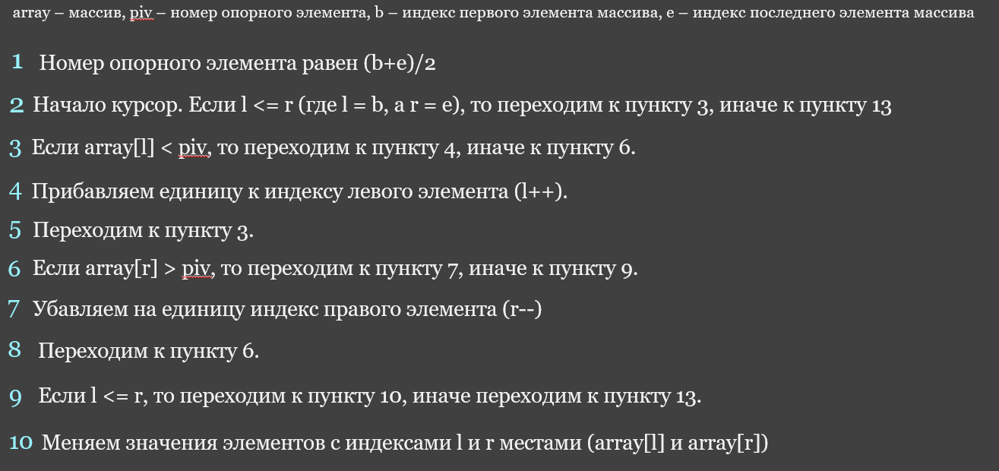 array – массив, piv – номер опорного элемента, b – индекс первого элемента массива, e – индекс последнего элемента массива
1 Номер опорного элемента равен (b+e)/2
2 Начало курсор. Если l <= r (где l = b, а r = e), то переходим к пункту 3, иначе к пункту 13
3 Если array[l] < piv, то переходим к пункту 4, иначе к пункту 6.
4 Прибавляем единицу к индексу левого элемента (l++).
5 Переходим к пункту 3.
6 Если array[r] > piv, то переходим к пункту 7, иначе к пункту 9.
7 Убавляем на единицу индекс правого элемента (r--)
8 Переходим к пункту 6.
9 Если l <= r, то переходим к пункту 10, иначе переходим к пункту 13.
10 Меняем значения элементов с индексами l и r местами (array[l] и array[r])